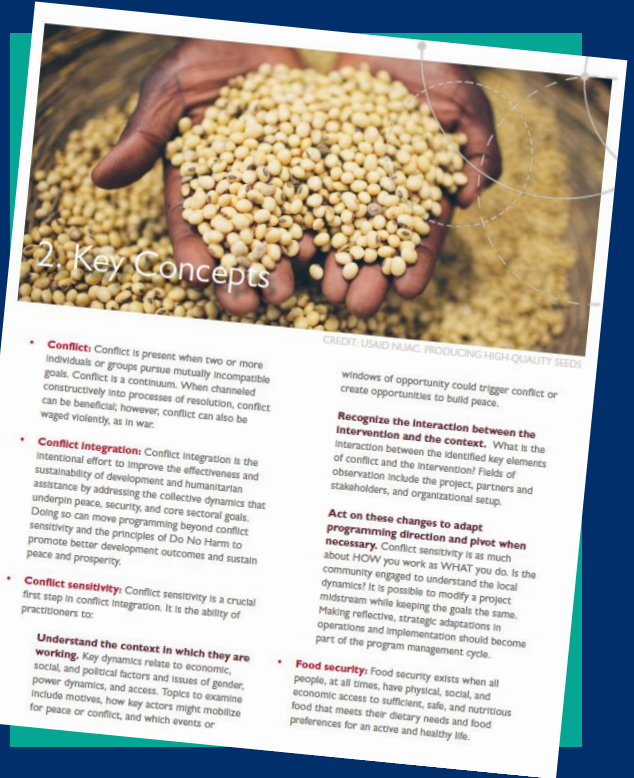 2. Key Concepts
CREDIT: USAID NUAC. PRODUCING HIGH-QUALITY SEEDS
• Conflict: Conflict is present when two or more
individuals or groups pursue mutually incompatible
goals. Conflict is a continuum. When channeled
constructively into processes of resolution, conflict
can be beneficial; however, conflict can also be
waged violently, as in war.
• Conflict integration: Conflict integration is the
intentional effort to improve the effectiveness and
sustainability of development and humanitarian
assistance by addressing the collective dynamics that
underpin peace, security, and core sectoral goals.
Doing so can move programming beyond conflict
sensitivity and the principles of Do No Harm to
promote better development outcomes and sustain
peace and prosperity.
• Conflict sensitivity: Conflict sensitivity is a crucial
first step in conflict integration. It is the ability of
practitioners to:
Understand the context in which they are
working. Key dynamics relate to economic,
social, and political factors and issues of gender,
power dynamics, and access. Topics to examine
include motives, how key actors might mobilize
for peace or conflict, and which events or
windows of opportunity could trigger conflict or
create opportunities to build peace.
Recognize the interaction between the
intervention and the context. What is the
interaction between the identified key elements
of conflict and the intervention? Fields of
observation include the project, partners and
stakeholders, and organizational setup.
Act on these changes to adapt
programming direction and pivot when
necessary. Conflict sensitivity is as much
about HOW you work as WHAT you do. Is the
community engaged to understand the local
dynamics? It is possible to modify a project
midstream while keeping the goals the same.
Making reflective, strategic adaptations in
operations and implementation should become
part of the program management cycle.
• Food security: Food security exists when all
people, at all times, have physical, social, and
economic access to sufficient, safe, and nutritious
food that meets their dietary needs and food
preferences for an active and healthy life.